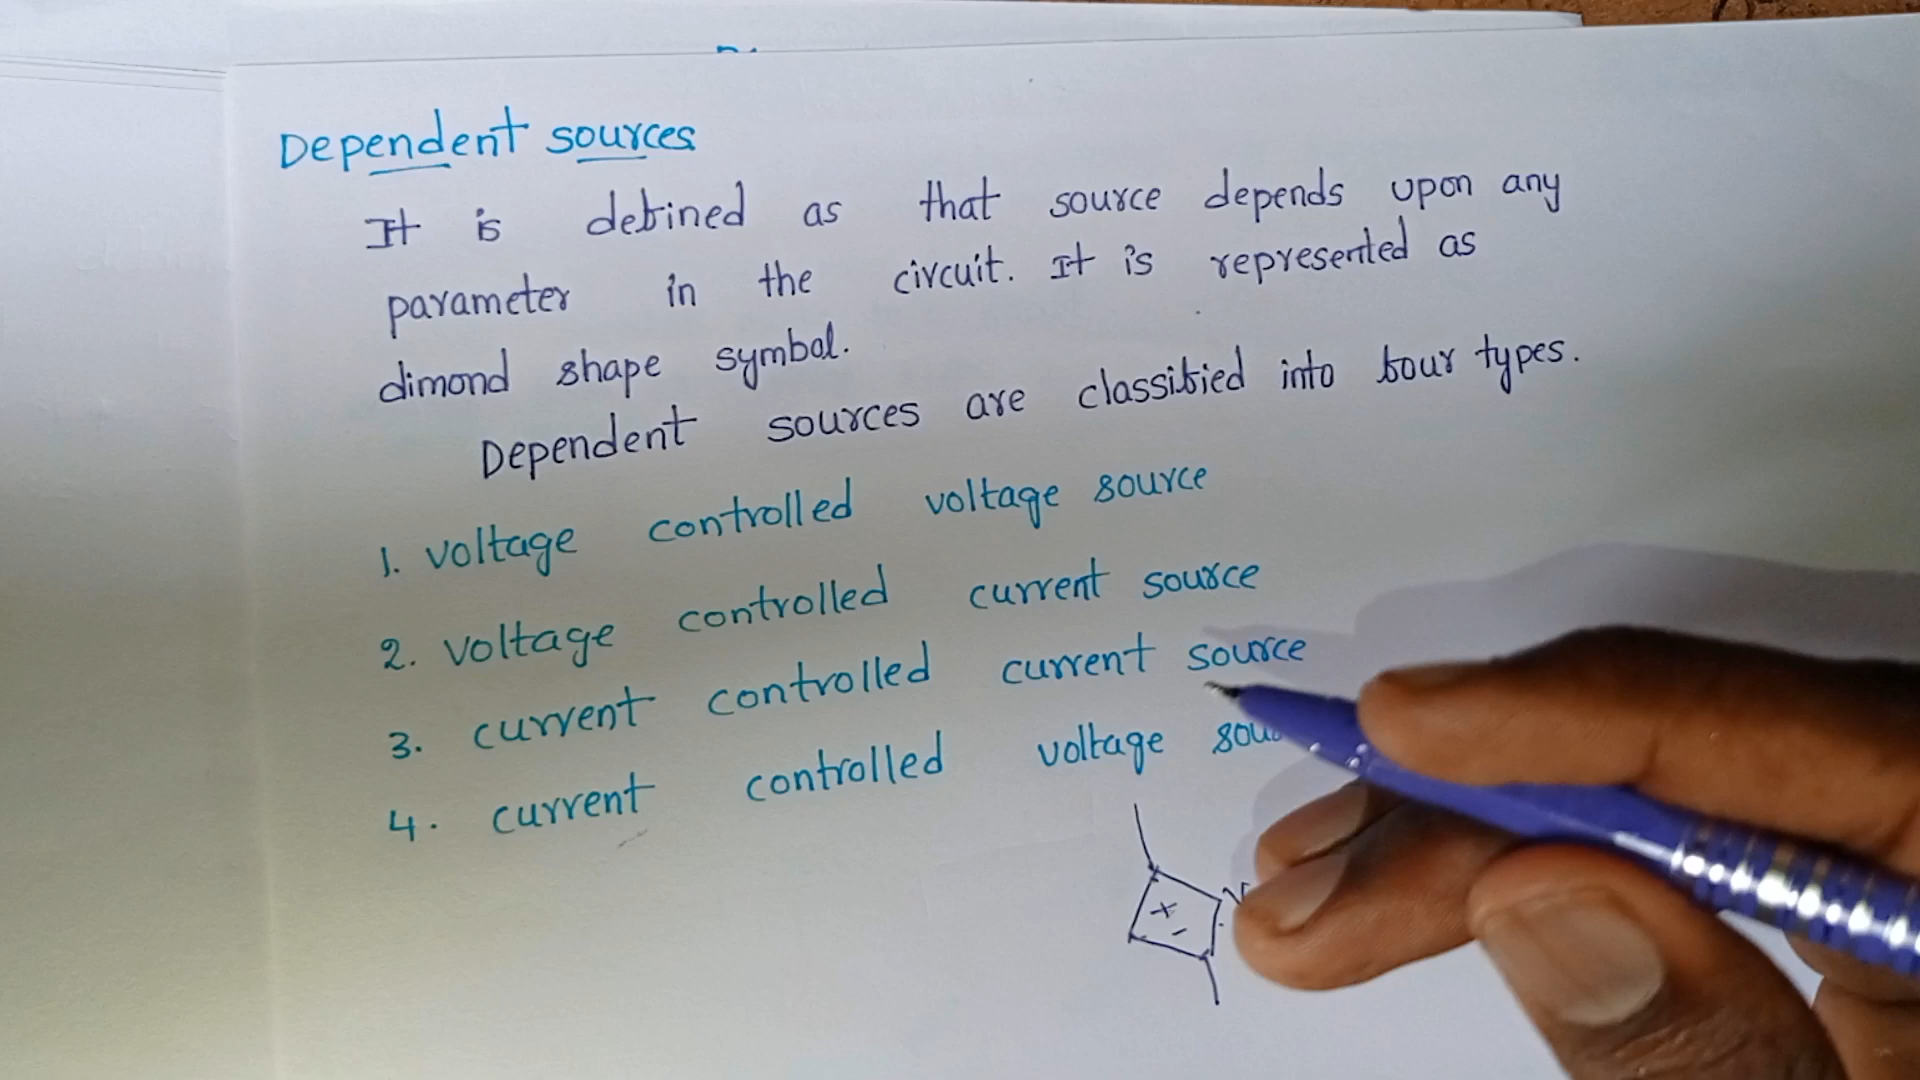 Dependent sources
It is defined as that source depends upon any
parameter in the circuit. It is represented as
dimond shape symbol.
Dependent sources are classified into four types.
1. voltage controlled voltage source
2. voltage controlled current source
3. current controlled current source
4. current controlled voltage
+
-